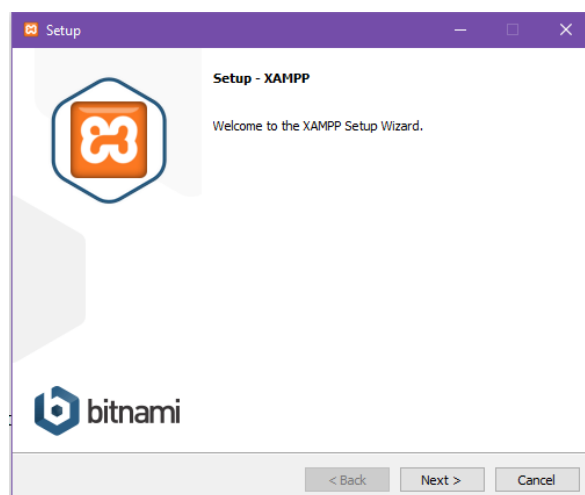 Setup
Setup - XAMPP
Welcome to the XAMPP Setup Wizard.
bitnami
< Back
Next >
Cancel